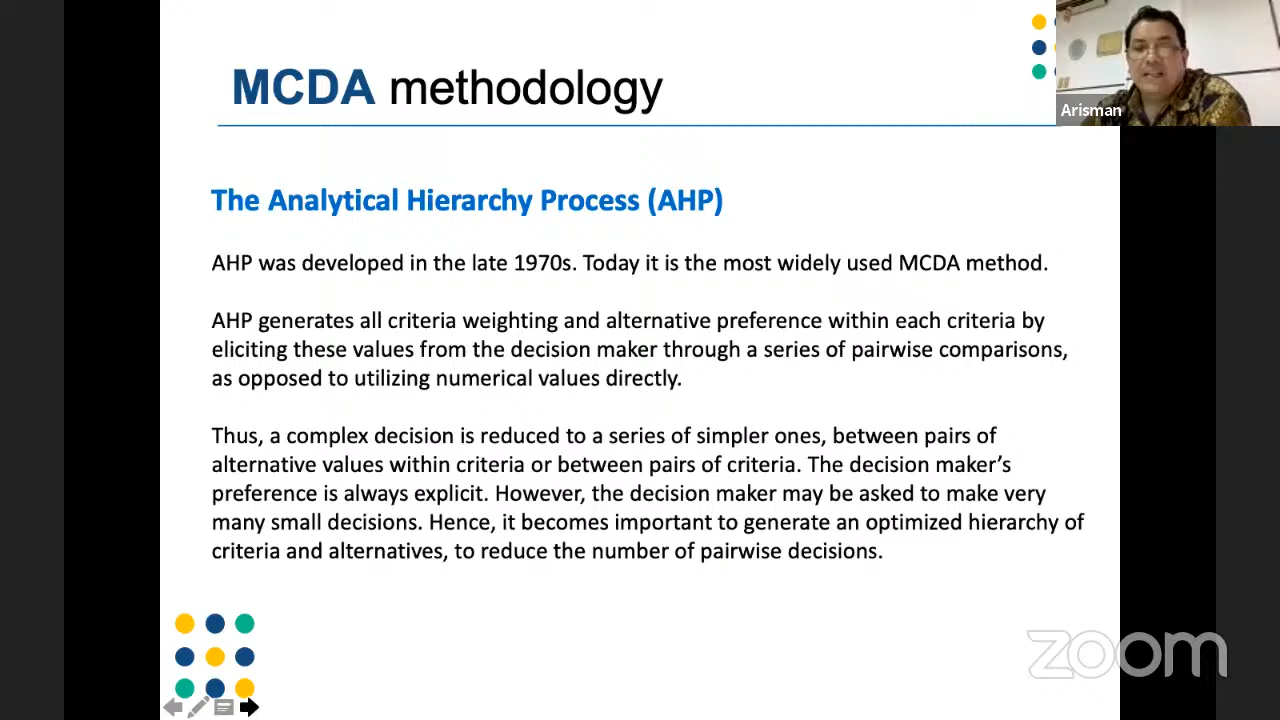 MCDA methodology
Arisman
The Analytical Hierarchy Process (AHP)
AHP was developed in the late 1970s. Today it is the most widely used MCDA method.
AHP generates all criteria weighting and alternative preference within each criteria by
eliciting these values from the decision maker through a series of pairwise comparisons,
as opposed to utilizing numerical values directly.
Thus, a complex decision is reduced to a series of simpler ones, between pairs of
alternative values within criteria or between pairs of criteria. The decision maker’s
preference is always explicit. However, the decision maker may be asked to make very
many small decisions. Hence, it becomes important to generate an optimized hierarchy of
criteria and alternatives, to reduce the number of pairwise decisions.
zoom